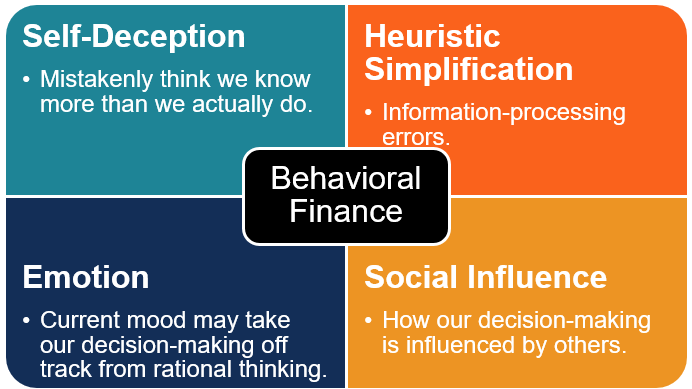 Self-Deception
• Mistakenly think we know
more than we actually do.
Heuristic
Simplification
• Information-processing
errors.
Behavioral
Finance
Emotion
• Current mood may take
our decision-making off
track from rational thinking.
Social Influence
• How our decision-making
is influenced by others.